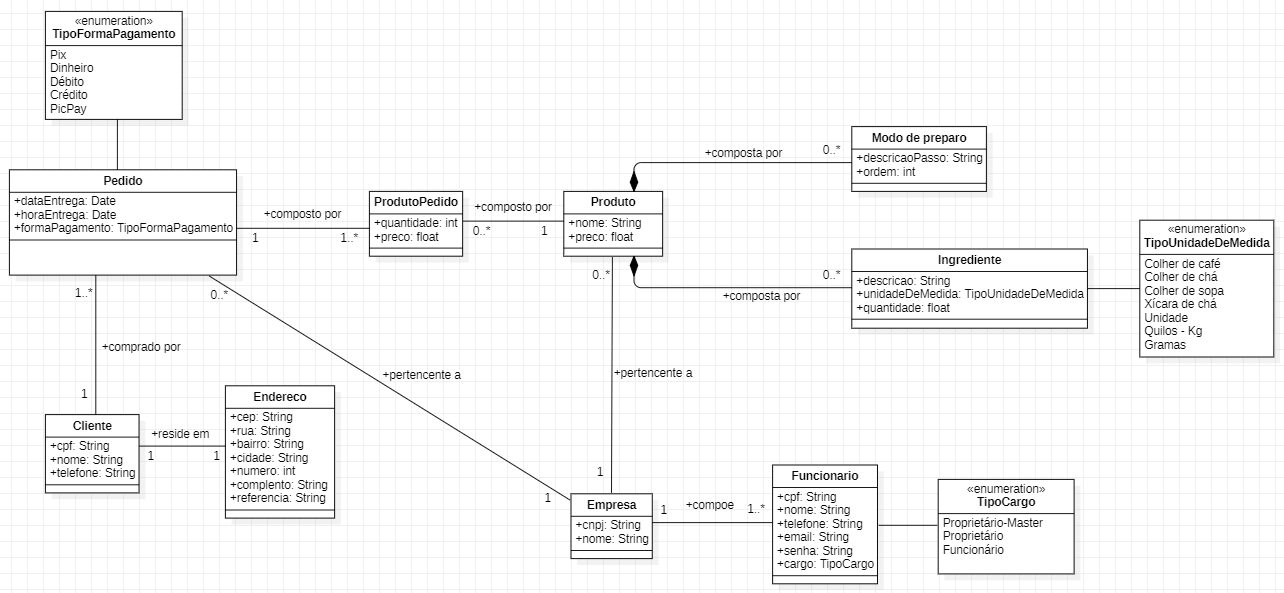 «enumeration»
TipoFormaPagamento
Pix
Dinheiro
Débito
Crédito
PicPay
Pedido
+dataEntrega: Date
+horaEntrega: Date
+formaPagamento: TipoFormaPagamento
+composto por
1
1..*
ProdutoPedido
+quantidade: int
+preco: float
+composto por
0..*
1
Produto
+nome: String
+preco: float
+composta por
0..*
Modo de preparo
+descricaoPasso: String
+ordem: int
+composta por
0..*
Ingrediente
+descricao: String
+unidadeDeMedida: TipoUnidadeDeMedida
+quantidade: float
«enumeration»
TipoUnidadeDeMedida
Colher de café
Colher de chá
Colher de sopa
Xícara de chá
Unidade
Quilos - Kg
Gramas
1..*
+comprado por
1
0..*
+pertencente a
1
0..*
+pertencente a
1
Cliente
+cpf: String
+nome: String
+telefone: String
+reside em
1
1
Endereco
+cep: String
+rua: String
+bairro: String
+cidade: String
+numero: int
+complento: String
+referencia: String
Empresa
+cnpj: String
+nome: String
1
+compoe
1..*
Funcionario
+cpf: String
+nome: String
+telefone: String
+email: String
+senha: String
+cargo: TipoCargo
«enumeration»
TipoCargo
Proprietário-Master
Proprietário
Funcionário